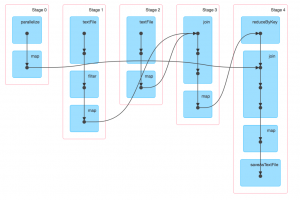 Stage 0
parallelize
map
Stage 1
textFile
filter
map
Stage 2
textFile
map
Stage 3
join
map
Stage 4
reduceByKey
join
map
saveAsTextFile